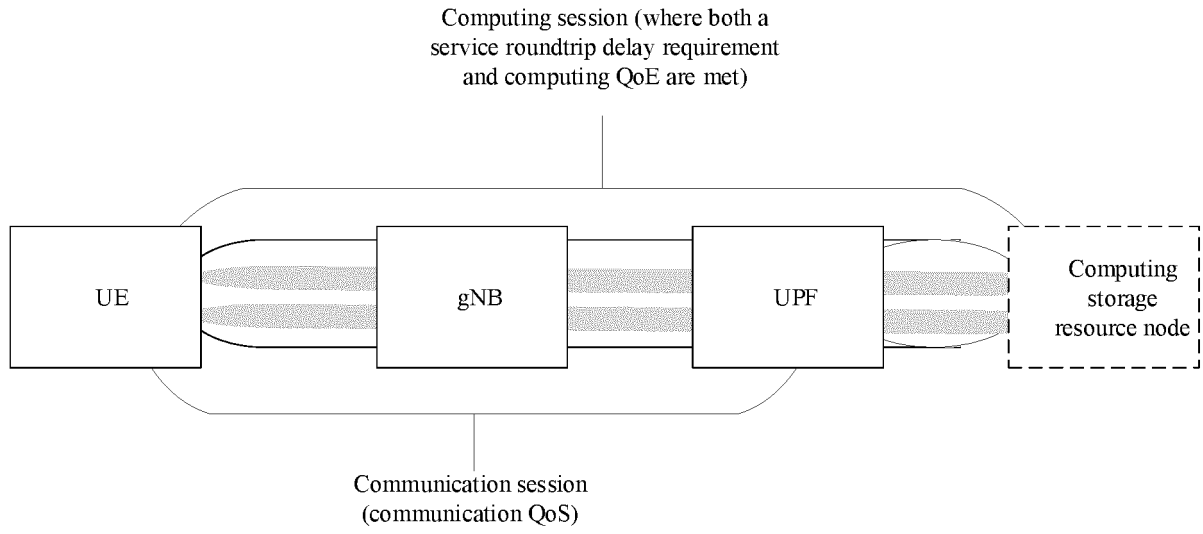 Computing session (where both a
service roundtrip delay requirement
and computing QoE are met)
UE
gNB
UPF
Computing
storage
resource node
Communication session
(communication QoS)